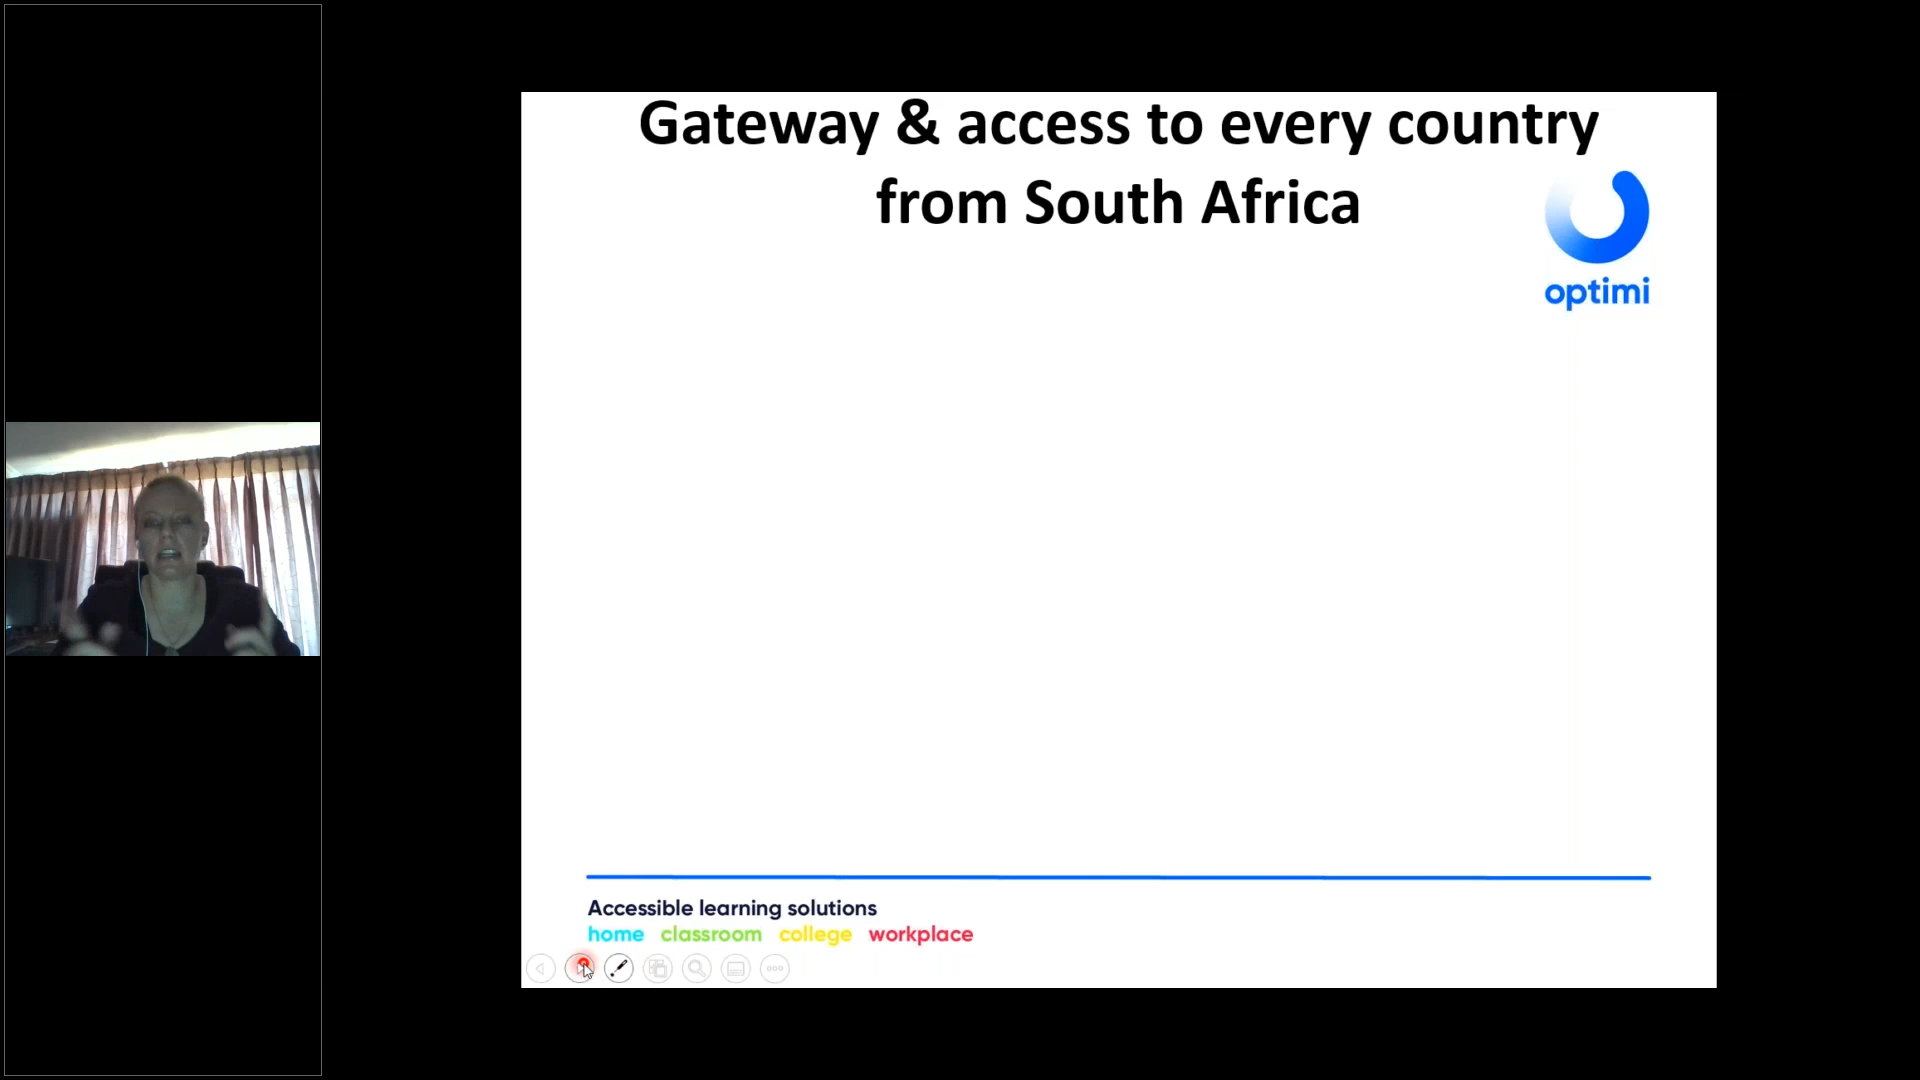 Gateway & access to every country
from South Africa
optimi
Accessible learning solutions
home classroom college workplace